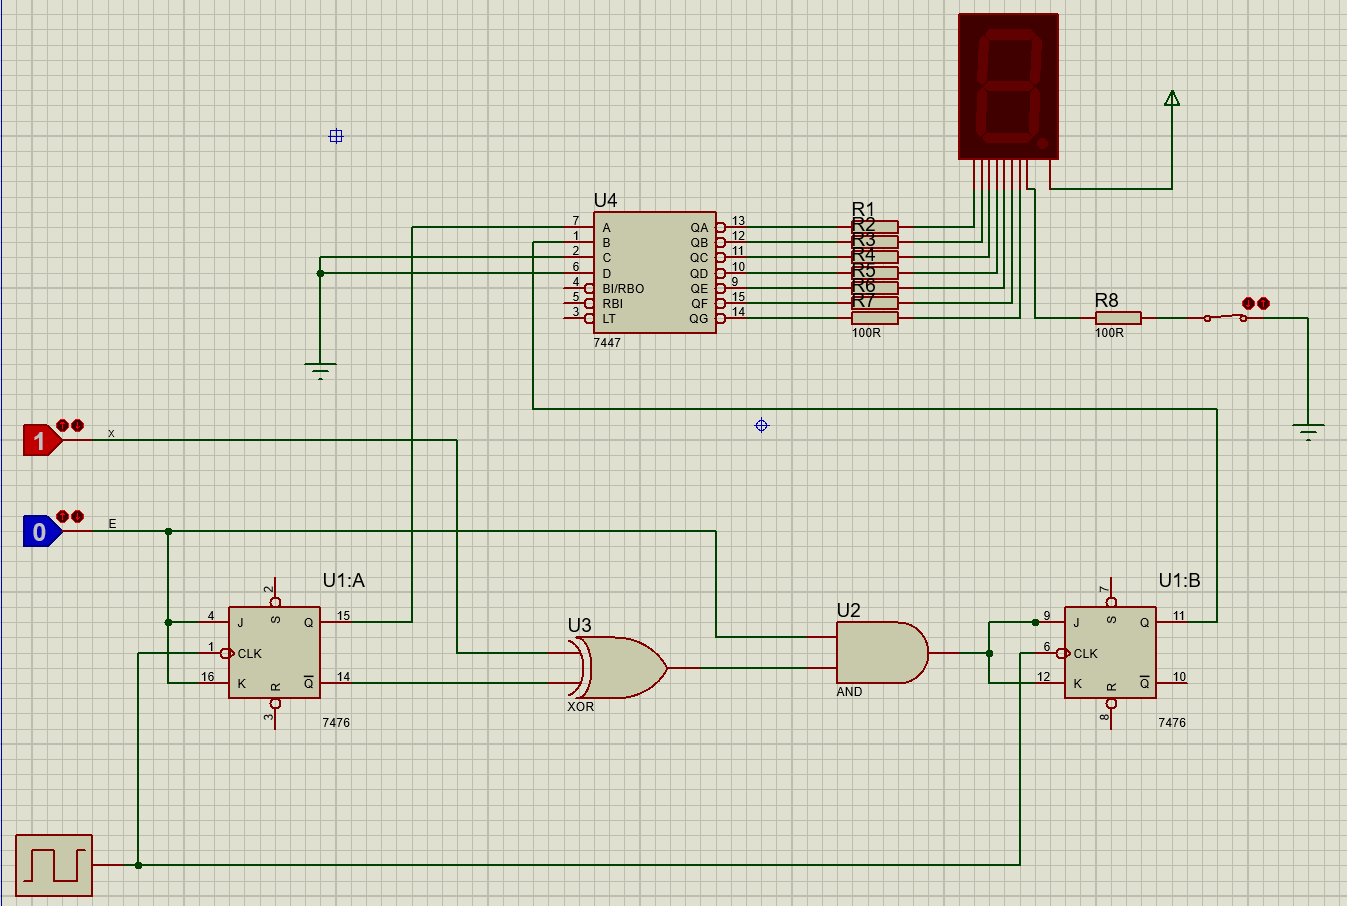 U4
7 A QA 13
1 B QB 12
2 C QC 11
6 D QD 10
4 BI/RBO QE 9
5 RBI QF 15
3 LT QG 14
7447
R1
R2
R3
R4
R5
R6
R7
100R
R8
100R
1
X
0
E
U1:A
2
4 J S Q 15
1 CLK
16 K R Q 14
3
7476
U3
XOR
U2
AND
U1:B
7
9 J S Q 11
6 CLK
12 K R Q 10
8
7476